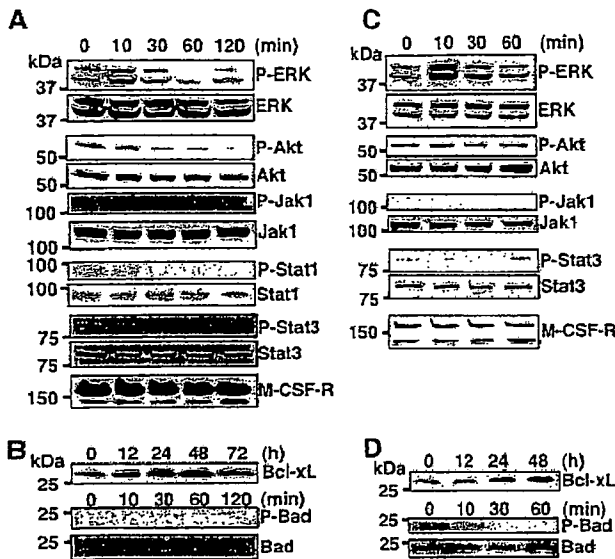 A
kDa 0 10 30 60 120 (min)
37 P-ERK
37 ERK
50 P-Akt
50 Akt
100 P-Jak1
100 Jak1
100 P-Stat1
100 Stat1
75 P-Stat3
75 Stat3
150 M-CSF-R
B
kDa 0 12 24 48 72 (h)
25 Bcl-xL
0 10 30 60 120 (min)
25 P-Bad
25 Bad
C
kDa 0 10 30 60 (min)
37 P-ERK
37 ERK
50 P-Akt
50 Akt
100 P-Jak1
100 Jak1
75 P-Stat3
75 Stat3
150 M-CSF-R
D
kDa 0 12 24 48 (h)
25 Bcl-xL
0 10 30 60 (min)
25 P-Bad
25 Bad